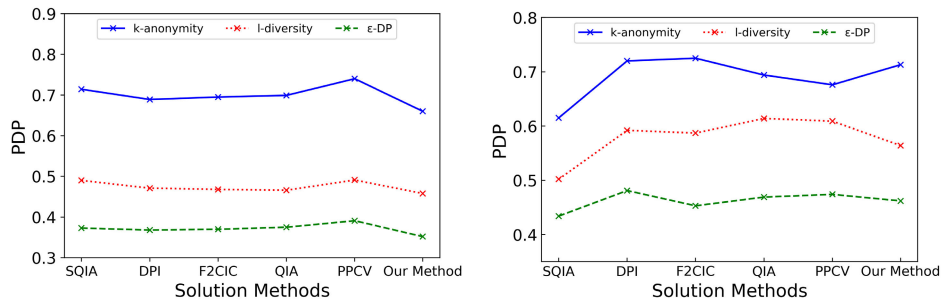 k-anonymity l-diversity ε-DP
0.9
0.8
0.7
0.6
0.5
0.4
0.3
PDP
SQIA DPI F2CIC QIA PPCV Our Method
Solution Methods
k-anonymity l-diversity ε-DP
0.8
0.7
0.6
0.5
0.4
PDP
SQIA DPI F2CIC QIA PPCV Our Method
Solution Methods